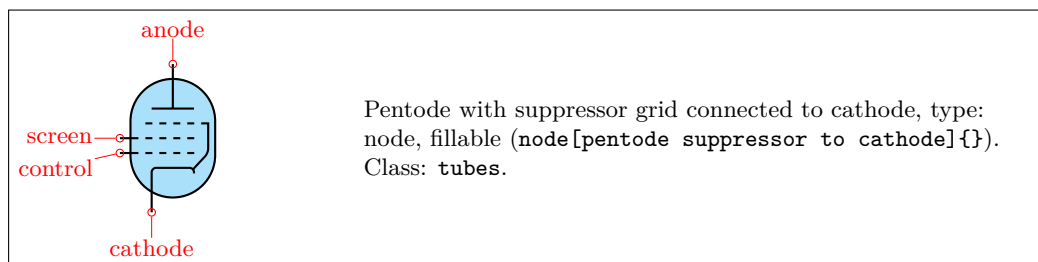 anode
screen
control
cathode
Pentode with suppressor grid connected to cathode, type:
node, fillable (node[pentode suppressor to cathode]{}).
Class: tubes.